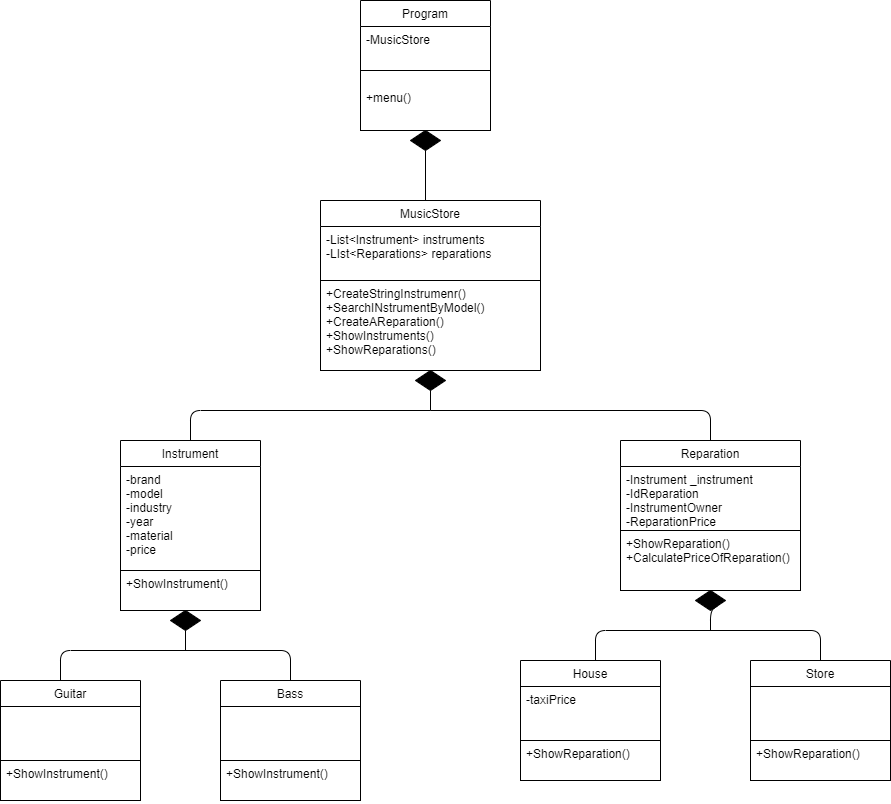 Program
-MusicStore
+menu()
MusicStore
-List<Instrument> instruments
-LIst<Reparations> reparations
+CreateStringInstrumenr()
+SearchINstrumentByModel()
+CreateAReparation()
+ShowInstruments()
+ShowReparations()
Instrument
-brand
-model
-industry
-year
-material
-price
+ShowInstrument()
Reparation
-Instrument _instrument
-IdReparation
-InstrumentOwner
-ReparationPrice
+ShowReparation()
+CalculatePriceOfReparation()
Guitar
+ShowInstrument()
Bass
+ShowInstrument()
House
-taxiPrice
+ShowReparation()
Store
+ShowReparation()